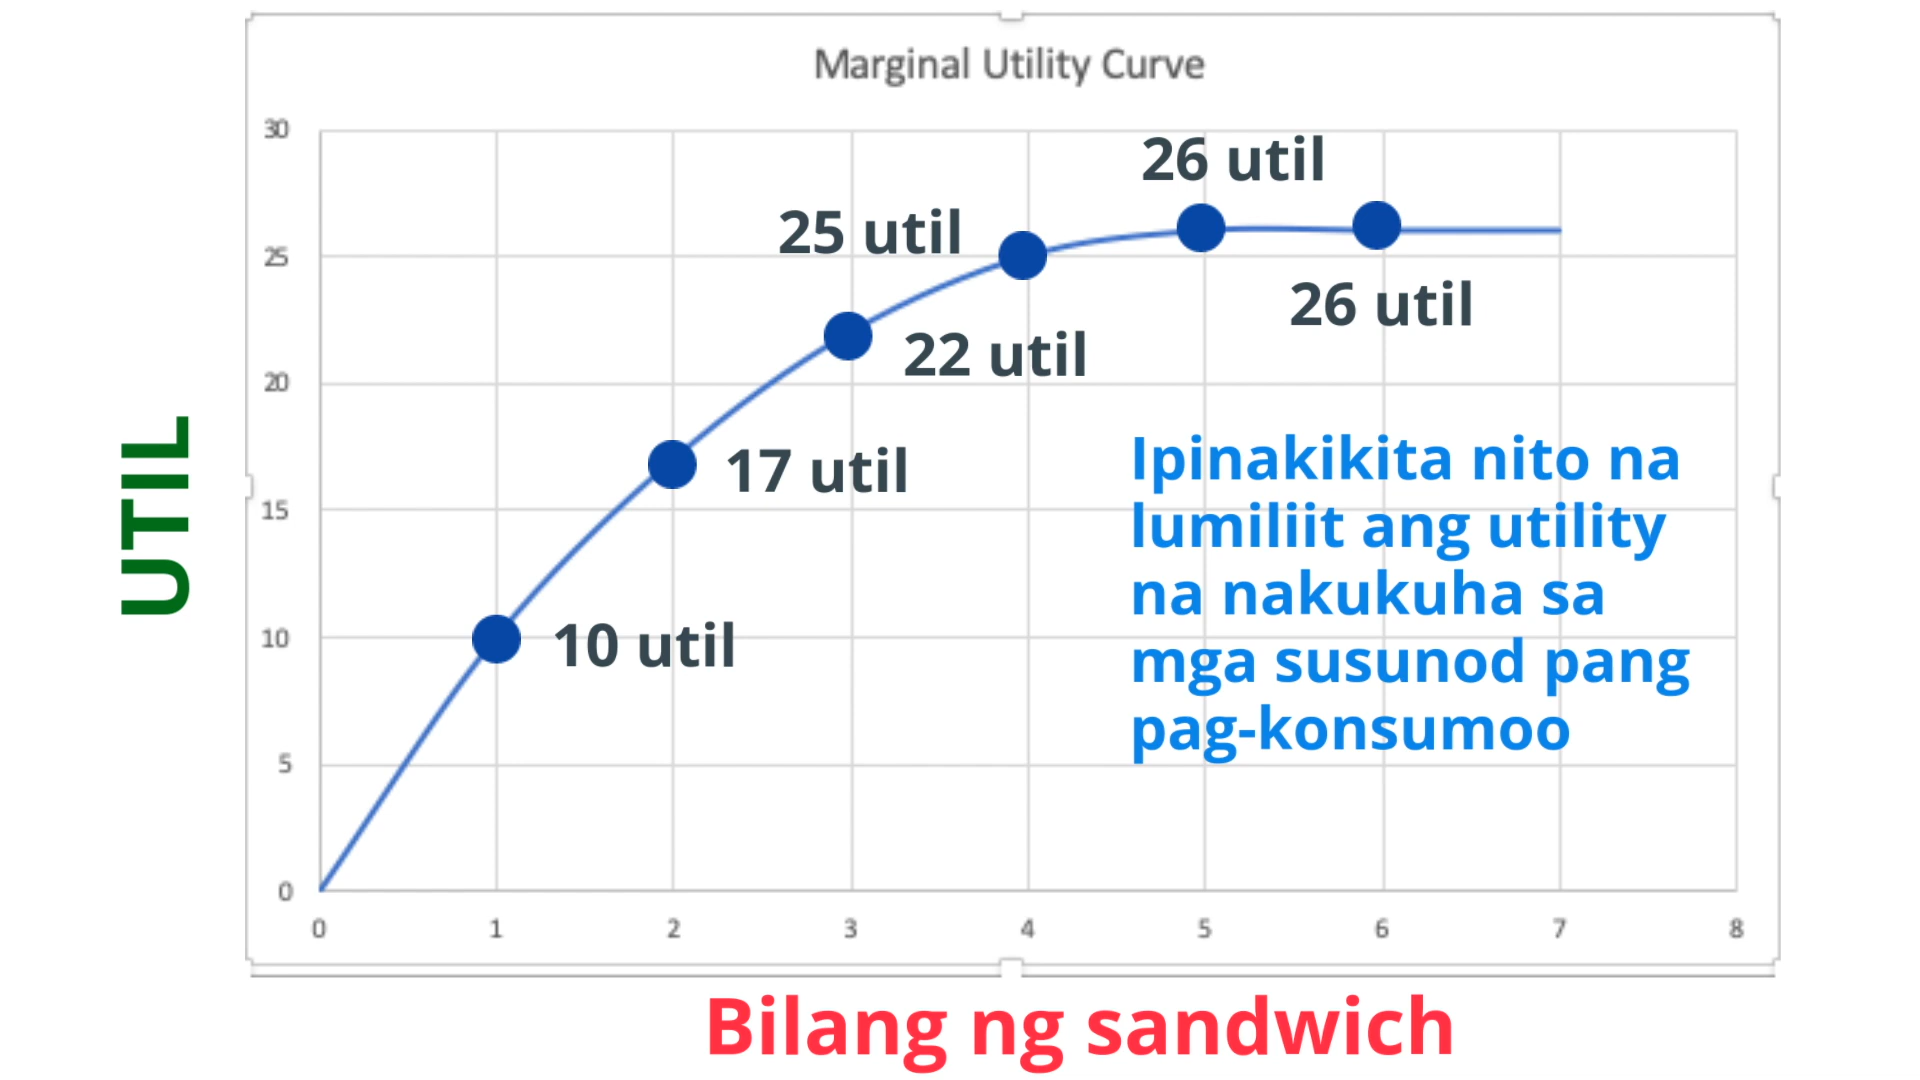 Marginal Utility Curve
30
25
20
15
10
5
0
0 1 2 3 4 5 6 7 8
UTIL
10 util
17 util
22 util
25 util
26 util
26 util
Ipinakikita nito na
lumiliit ang utility
na nakukuha sa
mga susunod pang
pag-konsumoo
Bilang ng sandwich